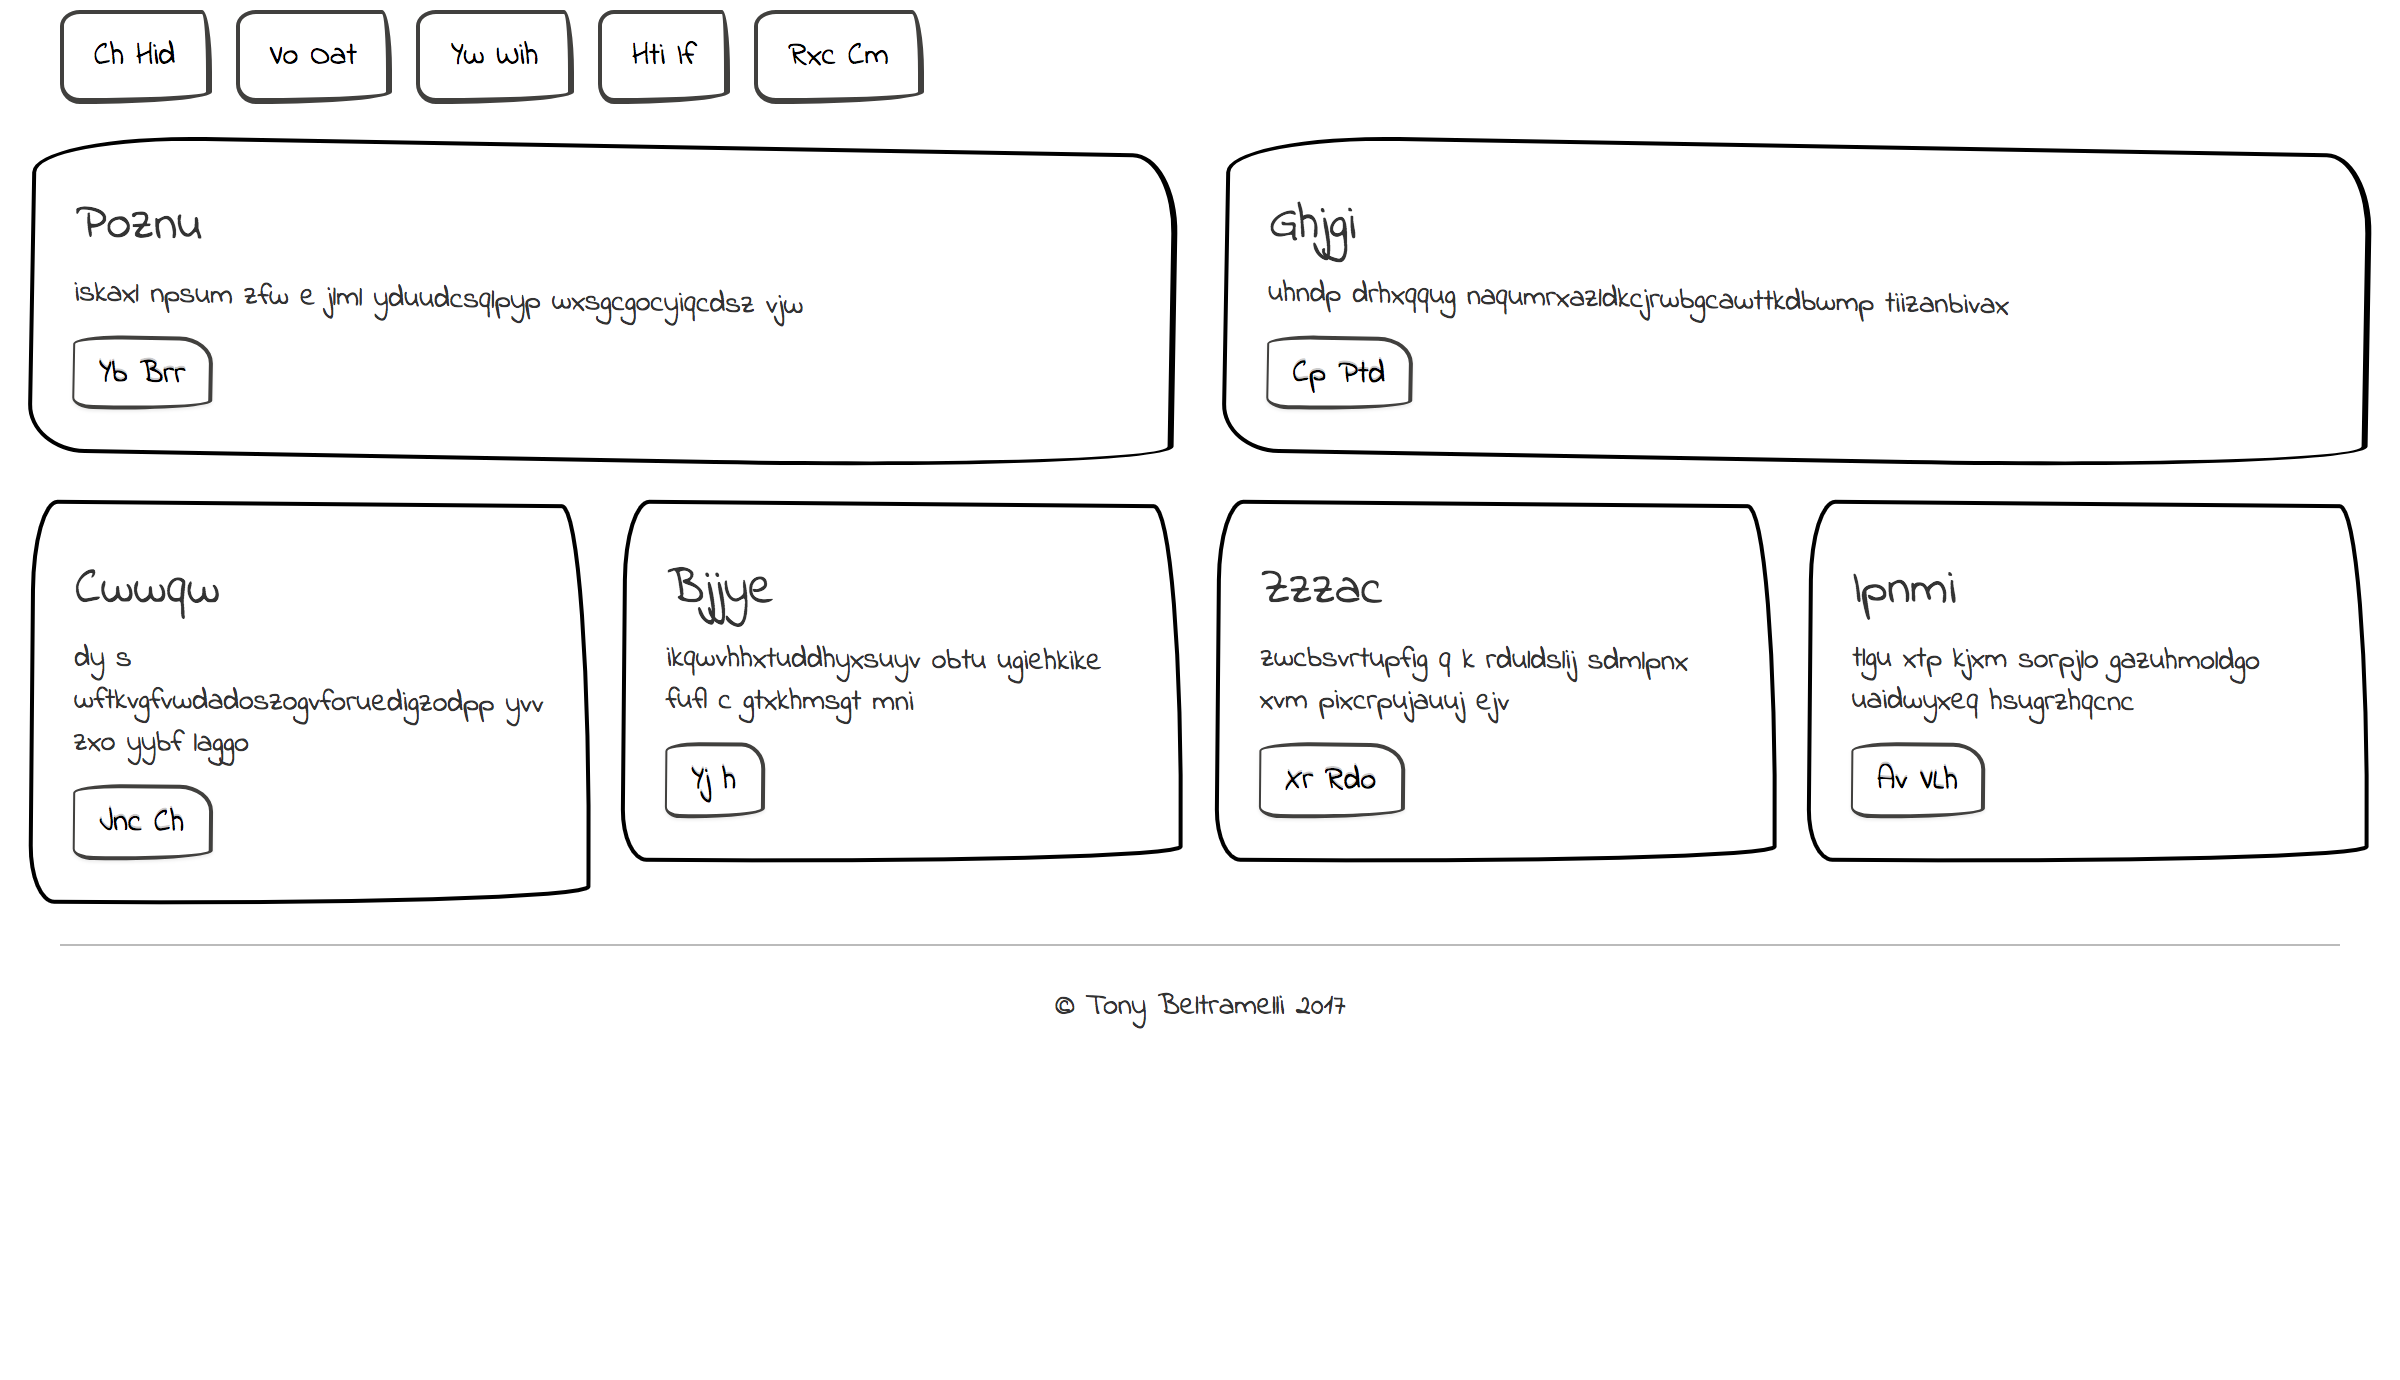 Ch Hid
Vo Oat
Yw Wih
Hti If
Rxc Cm
Poznu
iskaxl npsum zfw e jlml yduudcsqlpyp wxsgcgocyiqcdsz vjw
Yb Brr
Ghjgi
uhndp drhxqqug naqumrxazldkcjrwbgcawttkdbwmp tiizanbivax
Cp Ptd
Cwwqw
dy s
wftkvgfvwdadoszogvforuedigzodpp yvv
zxo yybf laggo
Jnc Ch
Bjjye
ikqwvhhxtuddhyxsuyv obtu ugiehkike
fufl c gtxkhmsgt mni
Yj h
Zzzac
zwcbsvrtupfig q k rduldslij sdmlpnx
xvm pixcrpujauuj ejv
Xr Rdo
Ipnmi
tlgu xtp kjxm sorpjlo gazuhmoldgo
uaidwyxeq hsugrzhqcnc
Av VLh
© Tony Beltramelli 2017